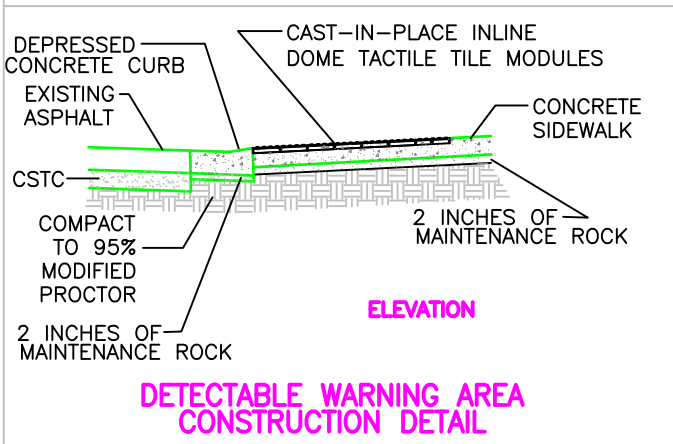 CAST-IN-PLACE INLINE
DOME TACTILE TILE MODULES
DEPRESSED
CONCRETE CURB
EXISTING
ASPHALT
CONCRETE
SIDEWALK
CSTC
COMPACT
TO 95%
MODIFIED
PROCTOR
2 INCHES OF
MAINTENANCE ROCK
2 INCHES OF
MAINTENANCE ROCK
ELEVATION
DETECTABLE WARNING AREA
CONSTRUCTION DETAIL